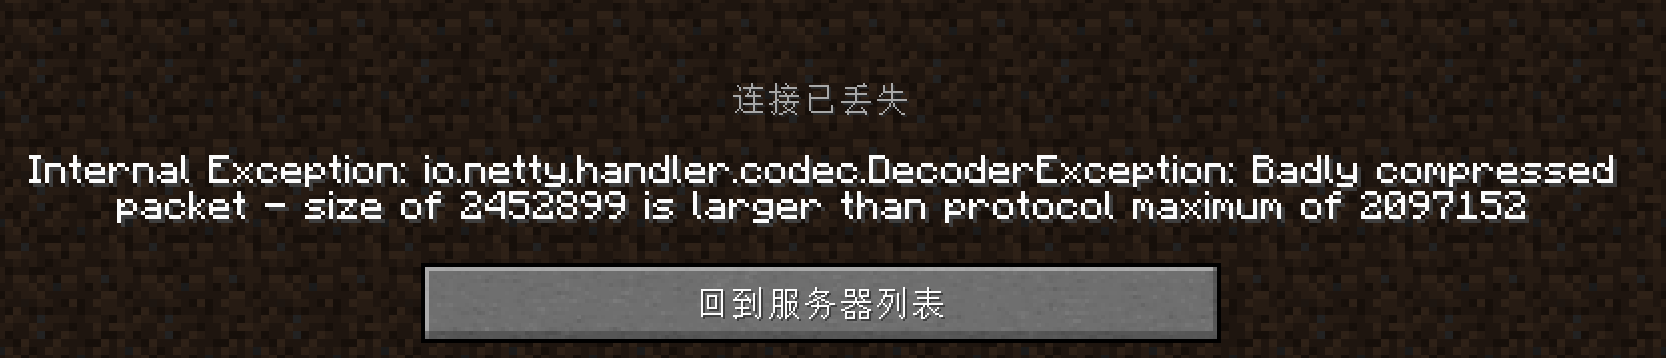 连接已丢失
Internal Exception: io.netty.handler.codec.DecoderException: Badly compressed
packet - size of 2452899 is larger than protocol maximum of 2097152
回到服务器列表